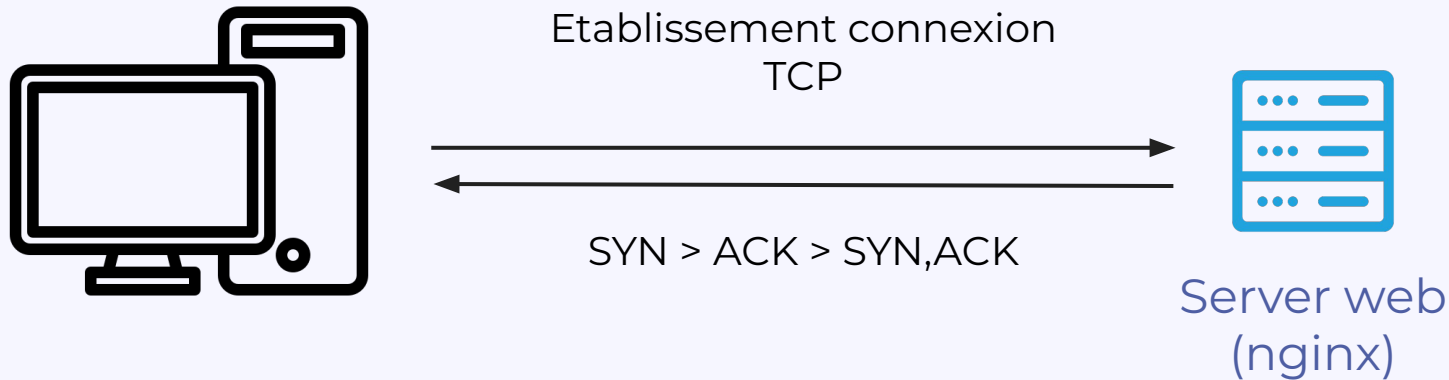 Etablissement connexion
TCP
SYN > ACK > SYN,ACK
Server web
(nginx)